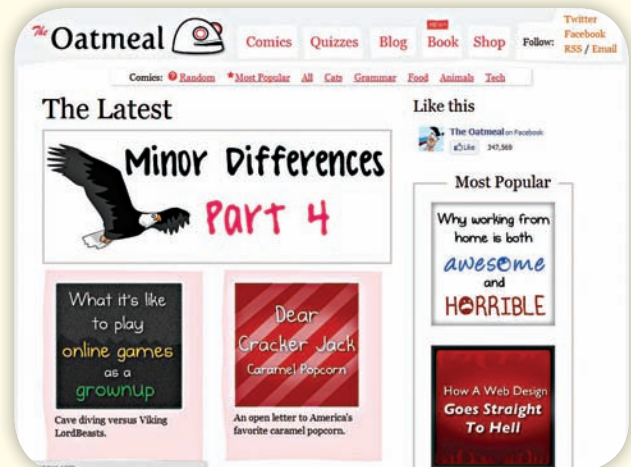 The Oatmeal
Comics Quizzes Blog Book Shop
Follow:
Twitter
Facebook
RSS / Email
Comics: Random Most Popular All Cats Grammar Food Animals Tech
The Latest
Minor Differences
Part 4
What it's like
to play
online games
as a
grownup
Cave diving versus Viking
LordBeasts.
Dear
Cracker Jack
Caramel Popcorn
An open letter to America's
favorite caramel popcorn.
Like this
The Oatmeal on Facebook
Like 347,569
Most Popular
Why working from
home is both
awesome
and
HORRIBLE
How A Web Design
Goes Straight
To Hell